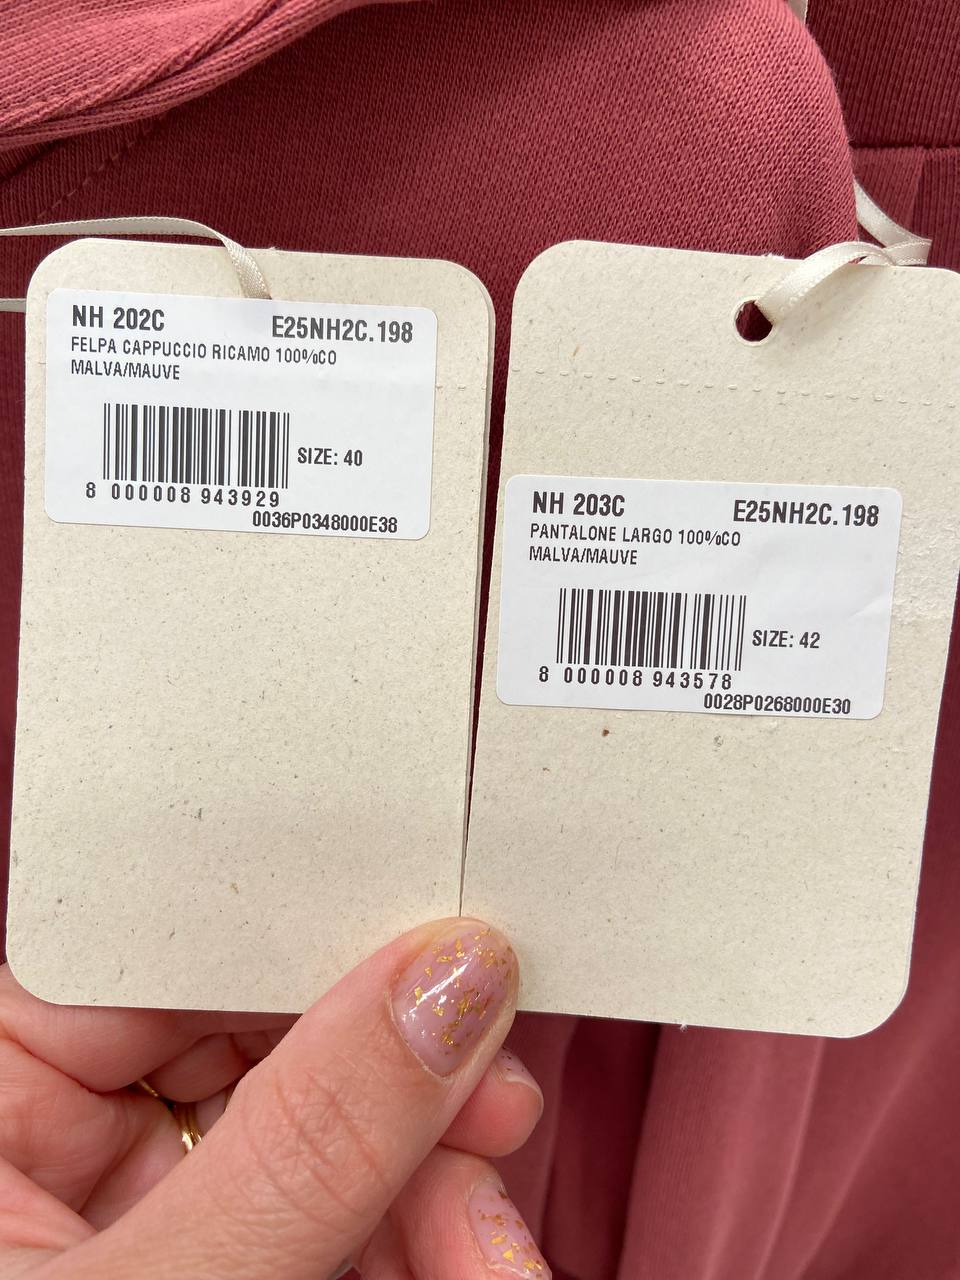 NH 202C E25NH2C.198
FELPA CAPPUCCIO RICAMO 100%CO
MALVA/MAUVE
SIZE: 40
8 000008 943929
0036P0348000E38
NH 203C E25NH2C.198
PANTALONE LARGO 100%CO
MALVA/MAUVE
SIZE: 42
8 000008 943578
0028P0268000E30